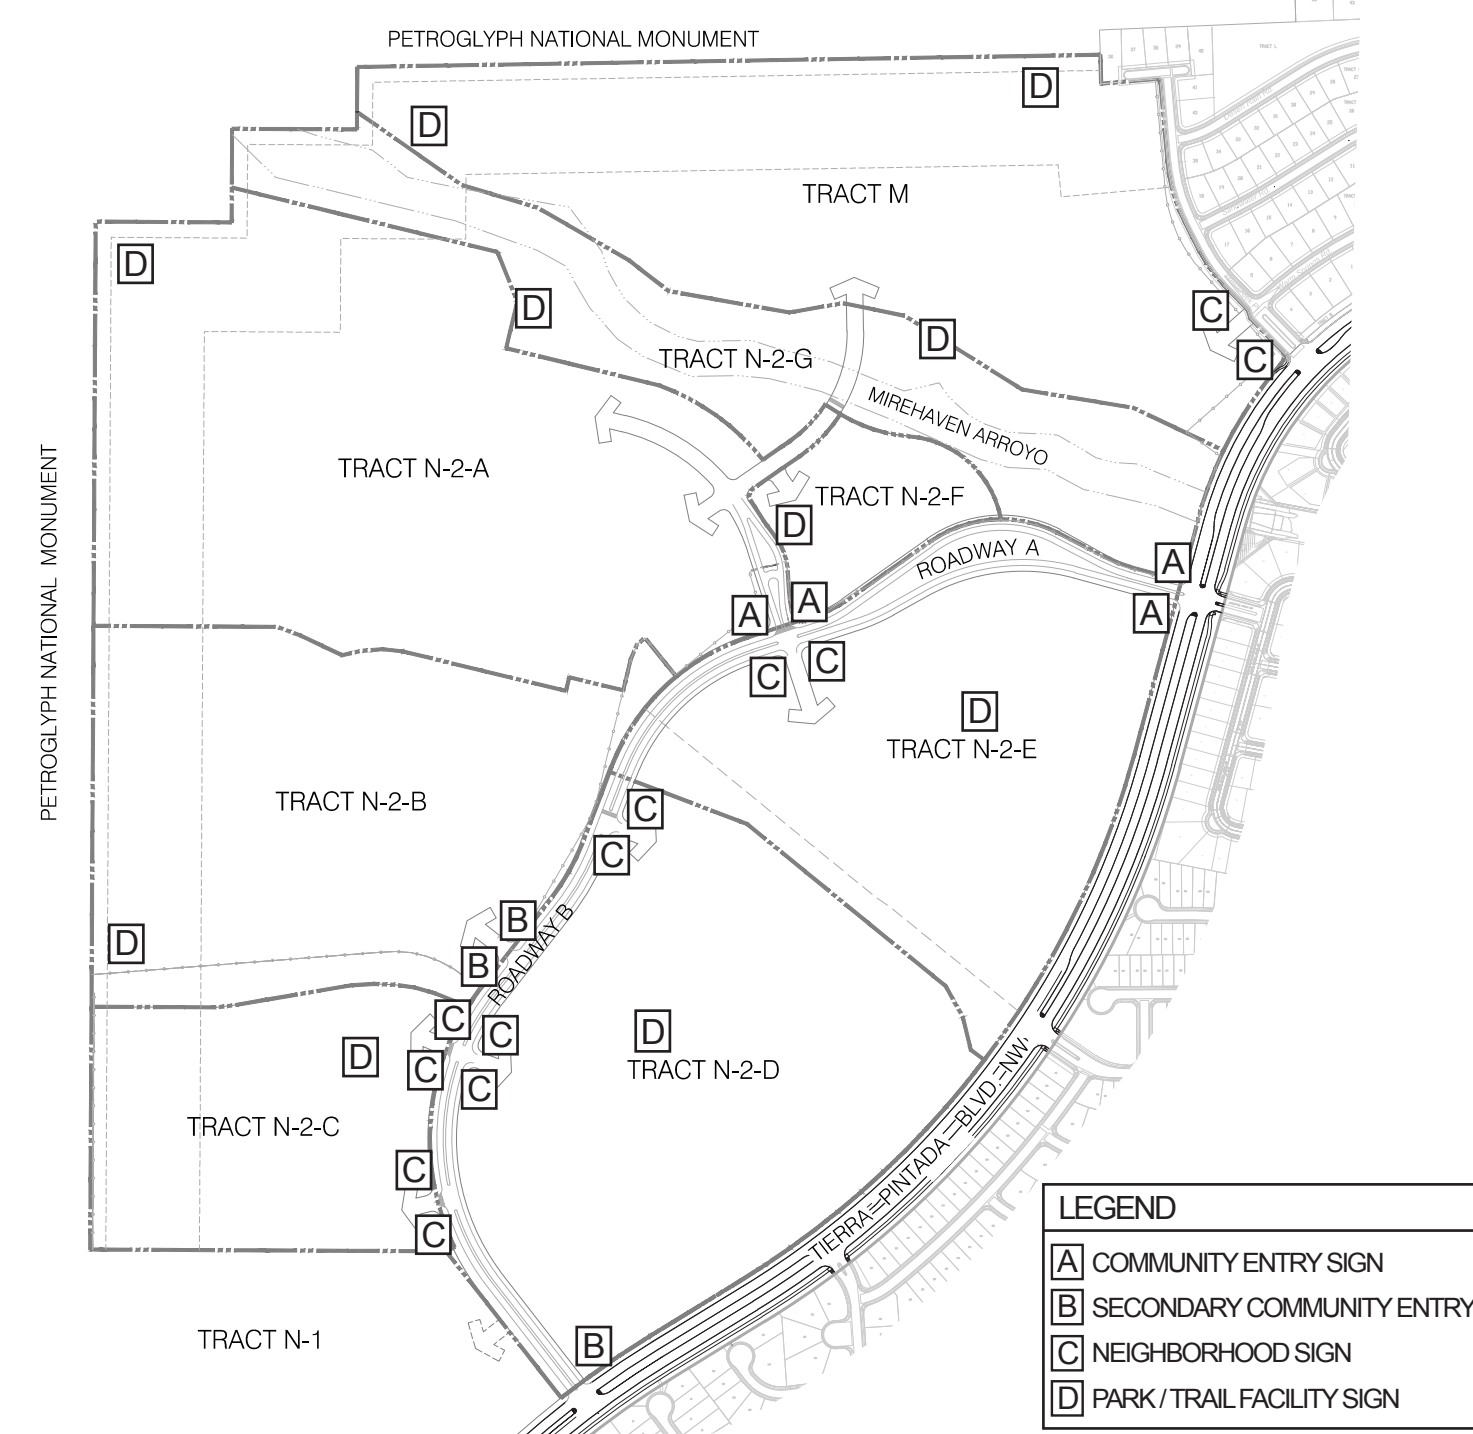 PETROGLYPH NATIONAL MONUMENT
D
D
TRACT M
D
D
C
D
C
TRACT N-2-G
MIREHAVEN ARROYO
TRACT N-2-A
TRACT N-2-F
D
PETROGLYPH NATIONAL MONUMENT
ROADWAY A
A
A
A
A
C
C
D
TRACT N-2-E
TRACT N-2-B
C
C
B
ROADWAY B
D
B
C
C
D
D
C
TRACT N-2-D
C
TRACT N-2-C
TIERRA PINTADA BLVD. NW
C
C
TRACT N-1
B
LEGEND
A COMMUNITY ENTRY SIGN
B SECONDARY COMMUNITY ENTRY
C NEIGHBORHOOD SIGN
D PARK / TRAIL FACILITY SIGN